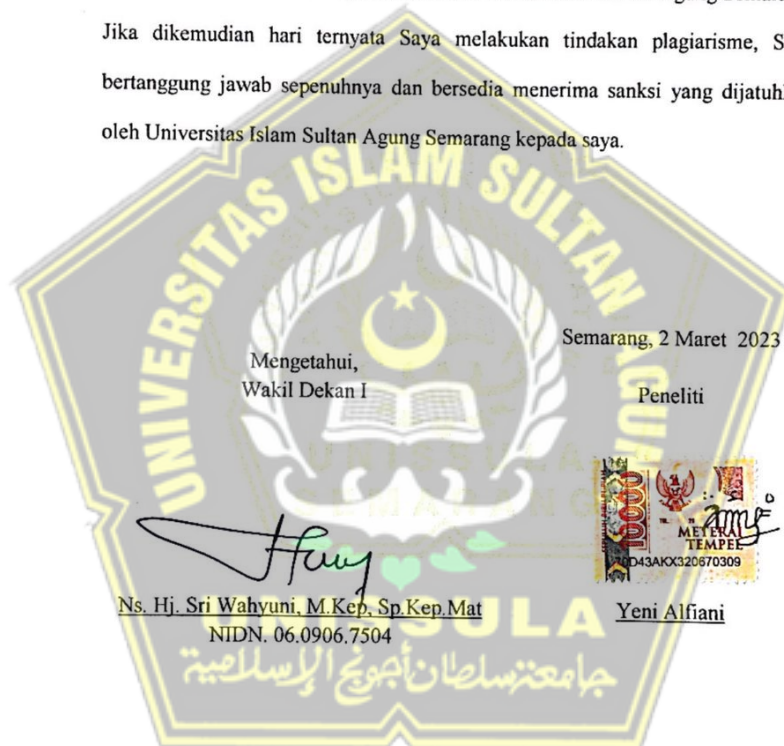 Jika dikemudian hari ternyata Saya melakukan tindakan plagiarisme,
bertanggung jawab sepenuhnya dan bersedia menerima sanksi yang
oleh Universitas Islam Sultan Agung Semarang kepada saya.
UNIVERSITAS ISLAM SULTAN AGUNG
Semarang, 2 Maret 2023
Mengetahui,
Wakil Dekan I
Peneliti
UNISSULA
SEMARANG
10000
METERAI
TEMPEL
D43AKX320670309
Ns. Hj. Sri Wahyuni, M.Kep, Sp.Kep.Mat
Yeni Alfiani
NIDN. 06.0906.7504
UNISSULA
جامعة سلطان أجونج الإسلامية